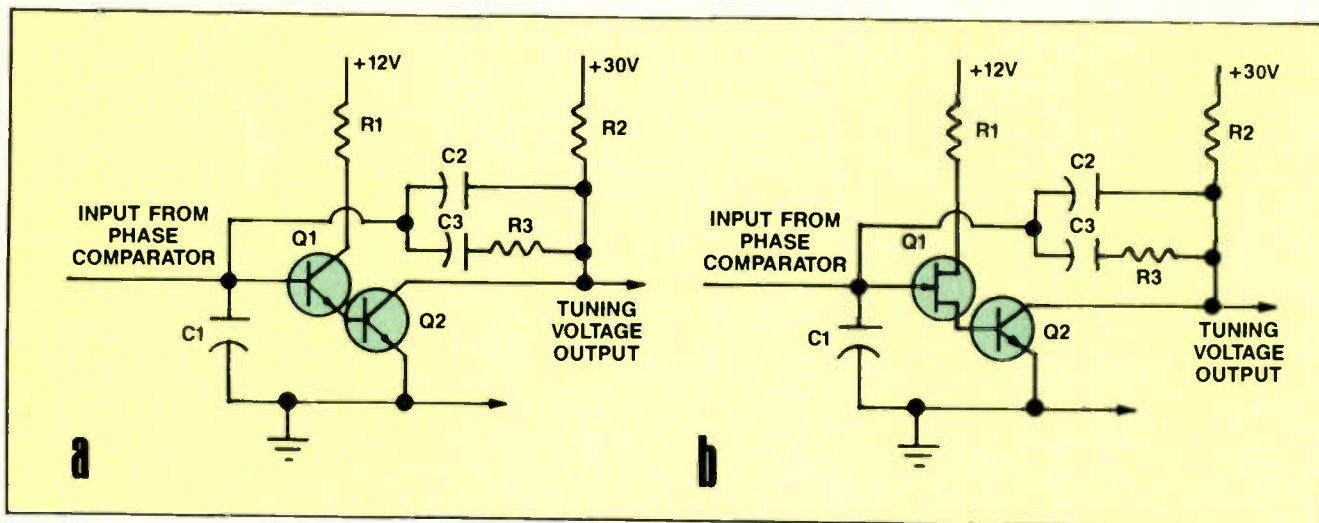 +12V
R1
+30V
R2
C2
C3
R3
INPUT FROM
PHASE
COMPARATOR
Q1
Q2
C1
TUNING
VOLTAGE
OUTPUT
a
+12V
R1
+30V
R2
C2
C3
R3
INPUT FROM
PHASE
COMPARATOR
Q1
Q2
C1
TUNING
VOLTAGE
OUTPUT
b